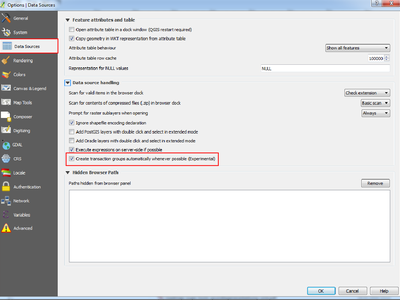 Options | Data Sources
General
System
Data Sources
Rendering
Colors
Canvas & Legend
Map Tools
Composer
Digitizing
GDAL
CRS
Locale
Authentication
Network
Variables
Advanced
Feature attributes and table
Open attribute table in a dock window (QGIS restart required)
Copy geometry in WKT representation from attribute table
Attribute table behaviour Show all features
Attribute table row cache 10000
Representation for NULL values NULL
Data source handling
Scan for valid items in the browser dock Check extension
Scan for contents of compressed files (.zip) in browser dock Basic scan
Prompt for raster sublayers when opening Always
Ignore shapefile encoding declaration
Add PostGIS layers with double click and select in extended mode
Add Oracle layers with double click and select in extended mode
Execute expressions on server-side if possible
Create transaction groups automatically whenever possible (Experimental)
Hidden Browser Path
Paths hidden from browser panel Remove
OK Cancel Help